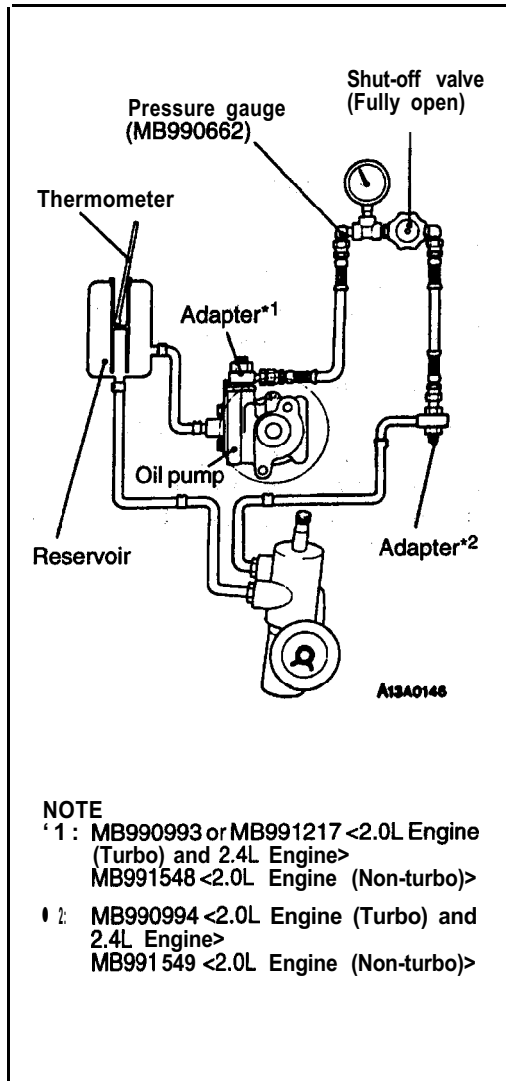 Shut-off valve
(Fully open)
Pressure gauge
(MB990662)
Thermometer
Adapter*1
Oil pump
Reservoir
Adapter*2
A13A0146
NOTE
‘1 : MB990993 or MB991217 <2.0L Engine
(Turbo) and 2.4L Engine>
MB991548 <2.0L Engine (Non-turbo)>
• 2: MB990994 <2.0L Engine (Turbo) and
2.4L Engine>
MB991549 <2.0L Engine (Non-turbo)>